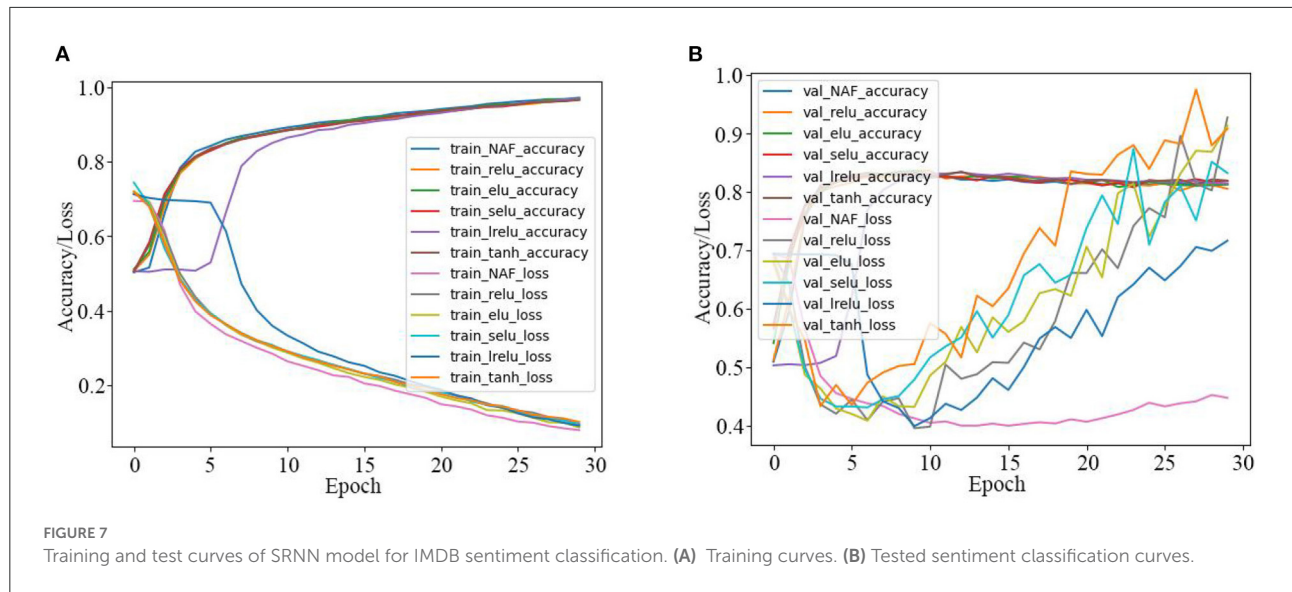 A
Accuracy/Loss
1.0
0.8
0.6
0.4
0.2
train_NAF_accuracy
train_relu_accuracy
train_elu_accuracy
train_selu_accuracy
train_lrelu_accuracy
train_tanh_accuracy
train_NAF_loss
train_relu_loss
train_elu_loss
train_selu_loss
train_lrelu_loss
train_tanh_loss
0 5 10 15 20 25 30
Epoch
B
Accuracy/Loss
1.0
0.9
0.8
0.7
0.6
0.5
0.4
val_NAF_accuracy
val_relu_accuracy
val_elu_accuracy
val_selu_accuracy
val_lrelu_accuracy
val_tanh_accuracy
val_NAF_loss
val_relu_loss
val_elu_loss
val_selu_loss
val_lrelu_loss
val_tanh_loss
0 5 10 15 20 25 30
Epoch
FIGURE 7
Training and test curves of SRNN model for IMDB sentiment classification. (A) Training curves. (B) Tested sentiment classification curves.